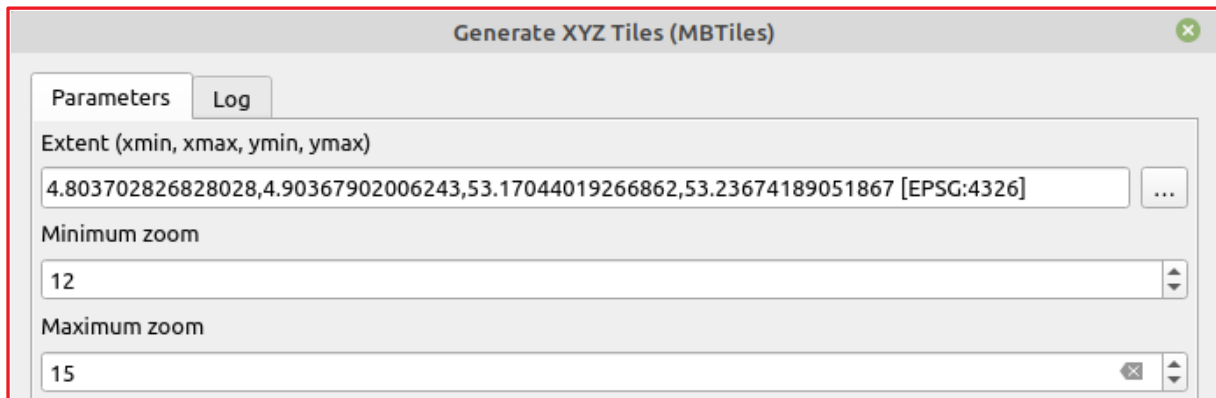 Generate XYZ Tiles (MBTiles)
Parameters Log
Extent (xmin, xmax, ymin, ymax)
4.803702826828028,4.90367902006243,53.17044019266862,53.23674189051867 [EPSG:4326] ...
Minimum zoom
12
Maximum zoom
15